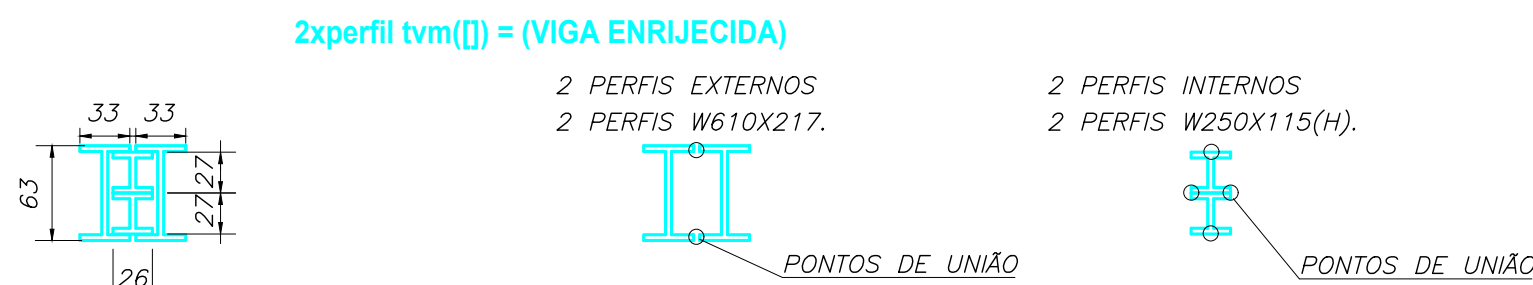 2xperfil tvm([]) = (VIGA ENRIJECIDA)
2 PERFIS EXTERNOS
2 PERFIS W610X217.
2 PERFIS INTERNOS
2 PERFIS W250X115(H).
33 33
63
27
27
26
PONTOS DE UNIÃO
PONTOS DE UNIÃO